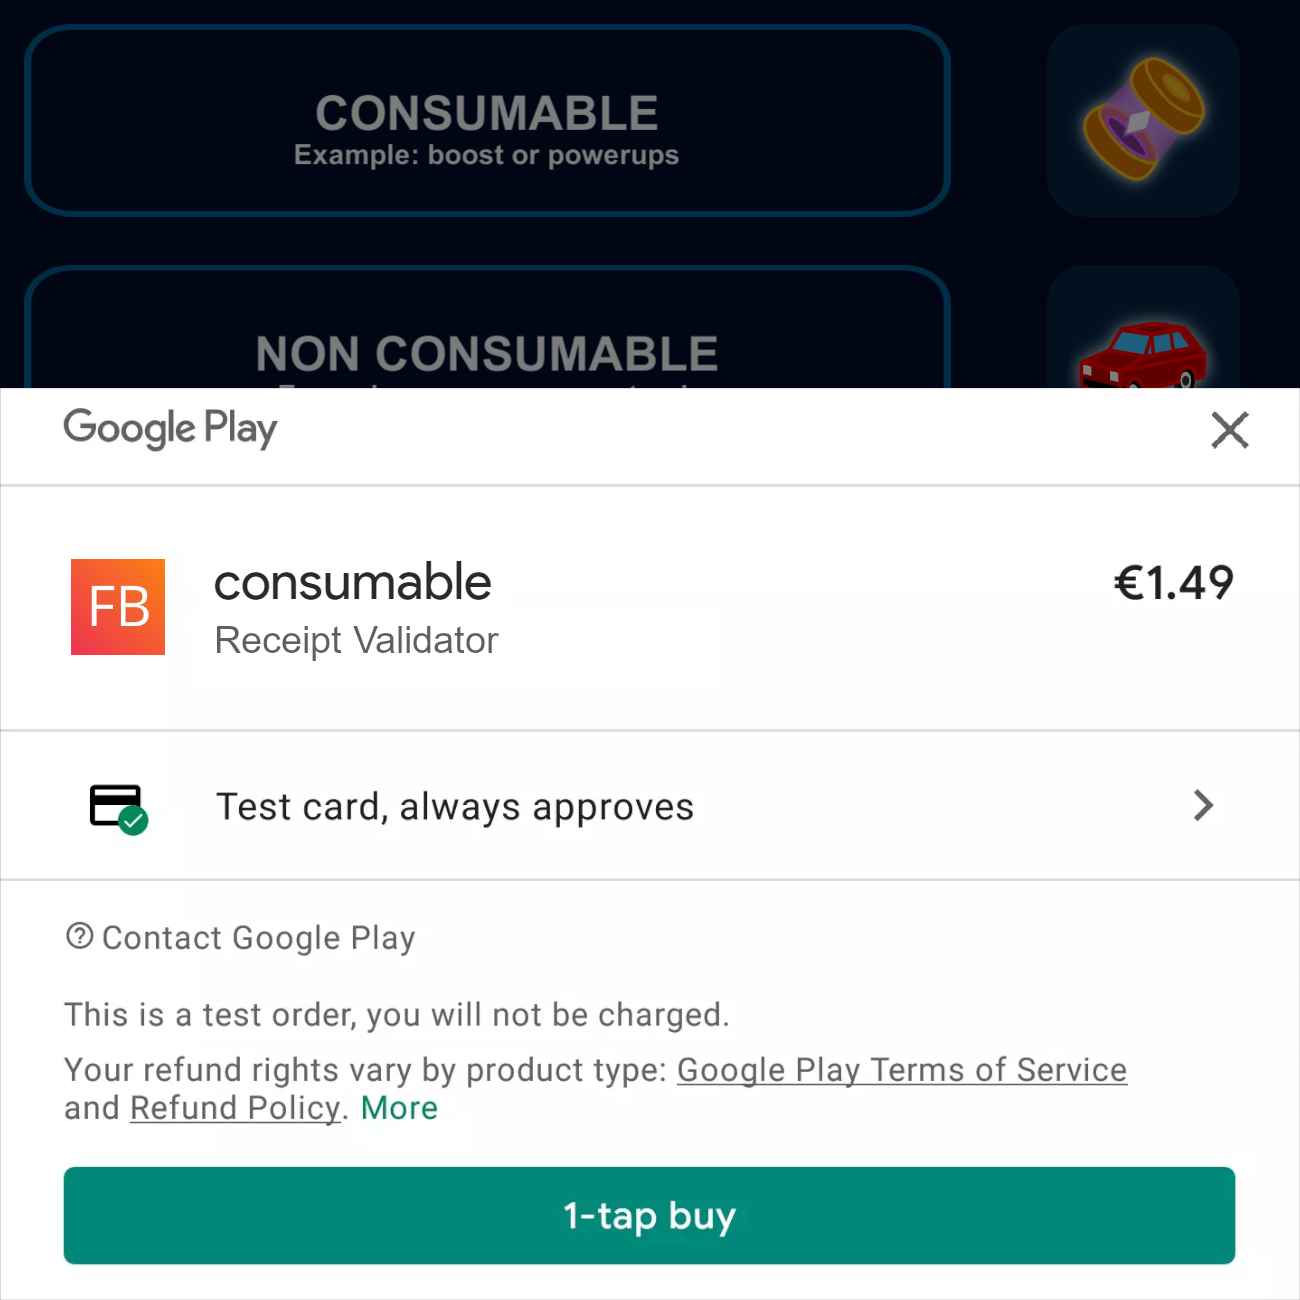 CONSUMABLE
Example: boost or powerups
NON CONSUMABLE
Google Play
FB
consumable
€1.49
Receipt Validator
Test card, always approves
Contact Google Play
This is a test order, you will not be charged.
Your refund rights vary by product type: Google Play Terms of Service
and Refund Policy. More
1-tap buy